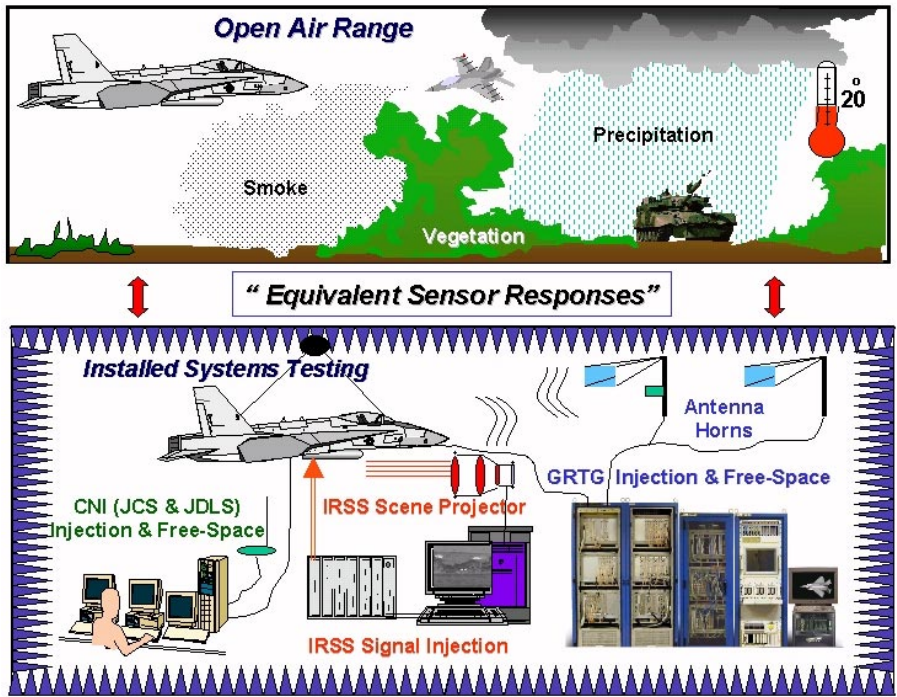 Open Air Range
o
20
Precipitation
Smoke
Vegetation
“ Equivalent Sensor Responses”
Installed Systems Testing
Antenna
Horns
GRTG Injection & Free-Space
IRSS Scene Projector
CNI (JCS & JDLS)
Injection & Free-Space
IRSS Signal Injection